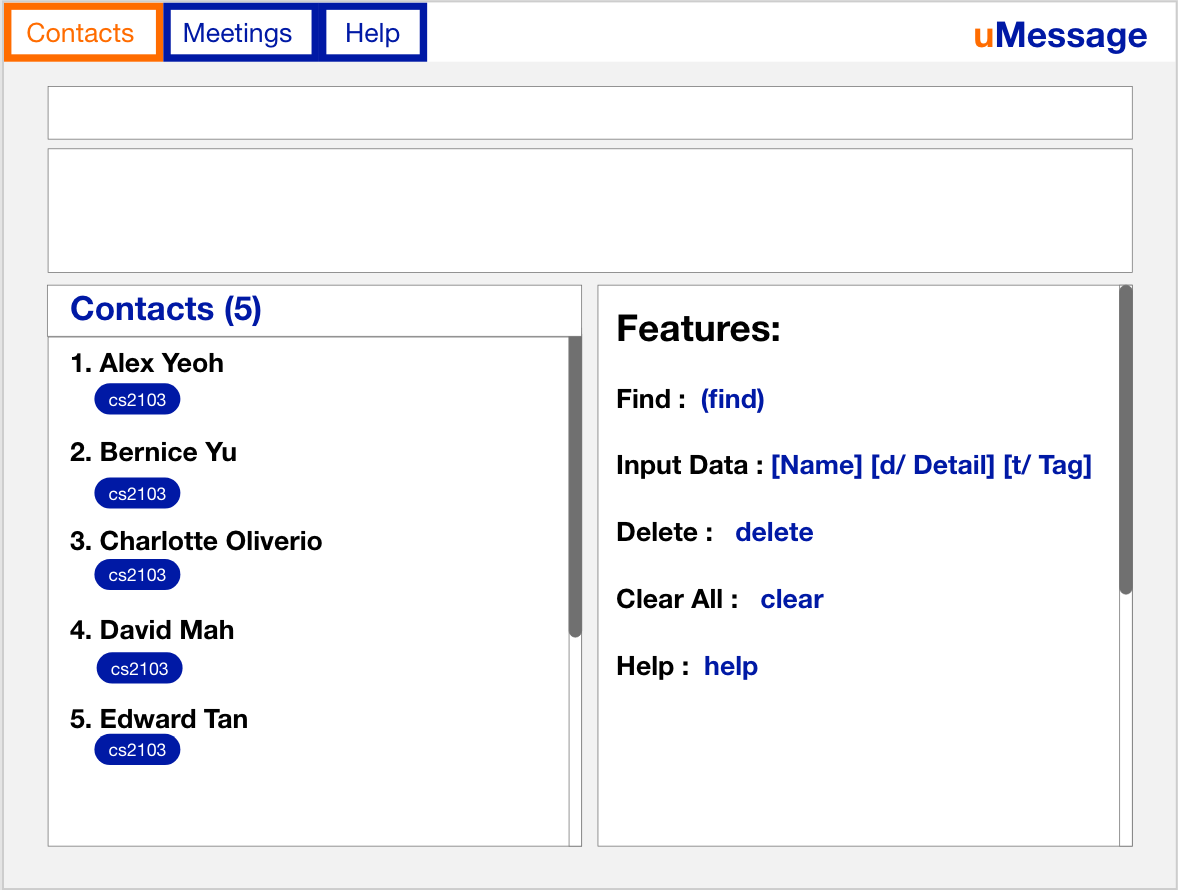 Contacts Meetings Help uMessage
Contacts (5)
1. Alex Yeoh
cs2103
2. Bernice Yu
cs2103
3. Charlotte Oliverio
cs2103
4. David Mah
cs2103
5. Edward Tan
cs2103
Features:
Find : (find)
Input Data : [Name] [d/ Detail] [t/ Tag]
Delete : delete
Clear All : clear
Help : help